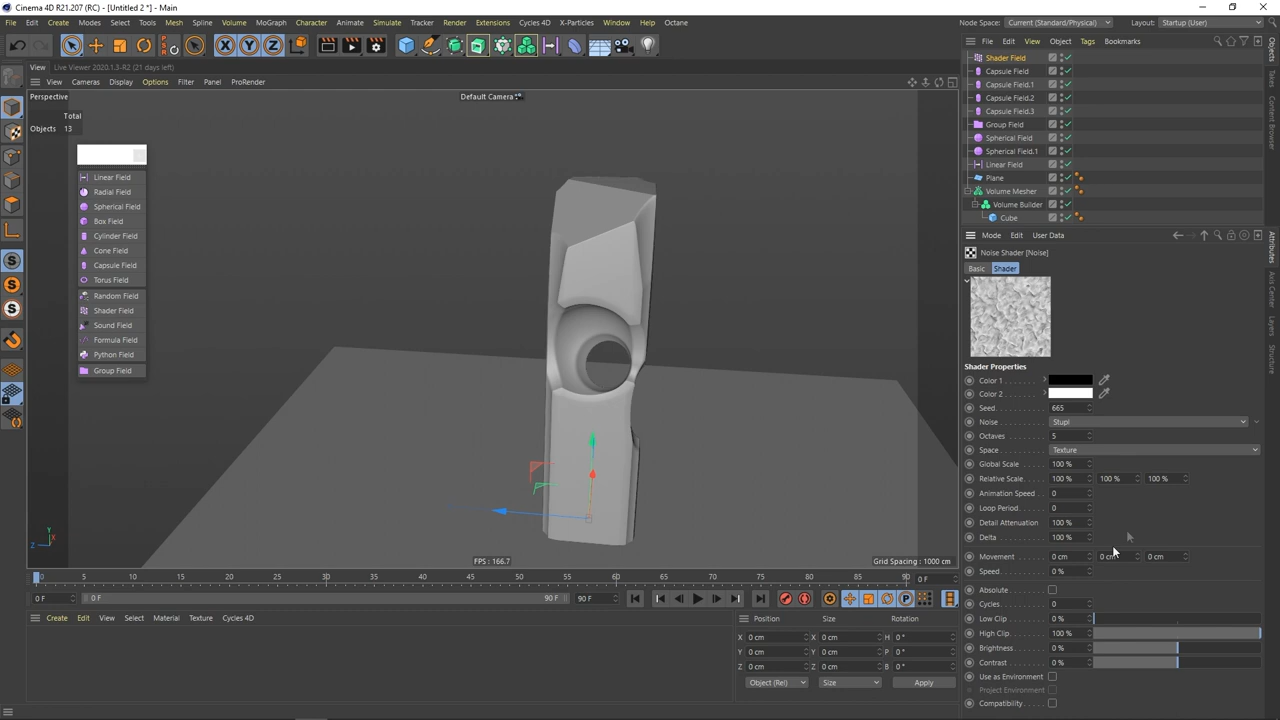 Cinema 4D R21.207 (RC) - [Untitled 2 *] - Main
File Edit Create Modes Select Tools Mesh Spline Volume MoGraph Character Animate Simulate Tracker Render Extensions Cycles 4D X-Particles Window Help Octane
Node Space: Current (Standard/Physical) Layout: Startup (User)
View Live Viewer 2020.1.3-R2 (21 days left)
View Cameras Display Options Filter Panel ProRender
Perspective
Default Camera
Total
Objects 13
Linear Field
Radial Field
Spherical Field
Box Field
Cylinder Field
Cone Field
Capsule Field
Torus Field
Random Field
Shader Field
Sound Field
Formula Field
Python Field
Group Field
Y
Z X
FPS : 166.7
Grid Spacing : 1000 cm
0 5 10 15 20 25 30 35 40 45 50 55 60 65 70 75 80 85 90 0 F
0 F 0 F 90 F 90 F
Create Edit View Select Material Texture Cycles 4D
Position Size Rotation
X 0 cm X 0 cm H 0 °
Y 0 cm Y 0 cm P 0 °
Z 0 cm Z 0 cm B 0 °
Object (Rel) Size Apply
File Edit View Object Tags Bookmarks
Shader Field
Capsule Field
Capsule Field.1
Capsule Field.2
Capsule Field.3
Group Field
Spherical Field
Spherical Field.1
Linear Field
Plane
Volume Mesher
Volume Builder
Cube
Objects
Takes
Content Browser
Mode Edit User Data
Noise Shader [Noise]
Basic Shader
Shader Properties
Color 1
Color 2
Seed 665
Noise Stupi
Octaves 5
Space Texture
Global Scale 100 %
Relative Scale 100 % 100 % 100 %
Animation Speed 0
Loop Period 0
Detail Attenuation 100 %
Delta 100 %
Movement 0 cm 0 cm 0 cm
Speed 0 %
Absolute
Cycles 0
Low Clip 0 %
High Clip 100 %
Brightness 0 %
Contrast 0 %
Use as Environment
Project Environment
Compatibility
Attributes
Axis Center
Layers
Structure